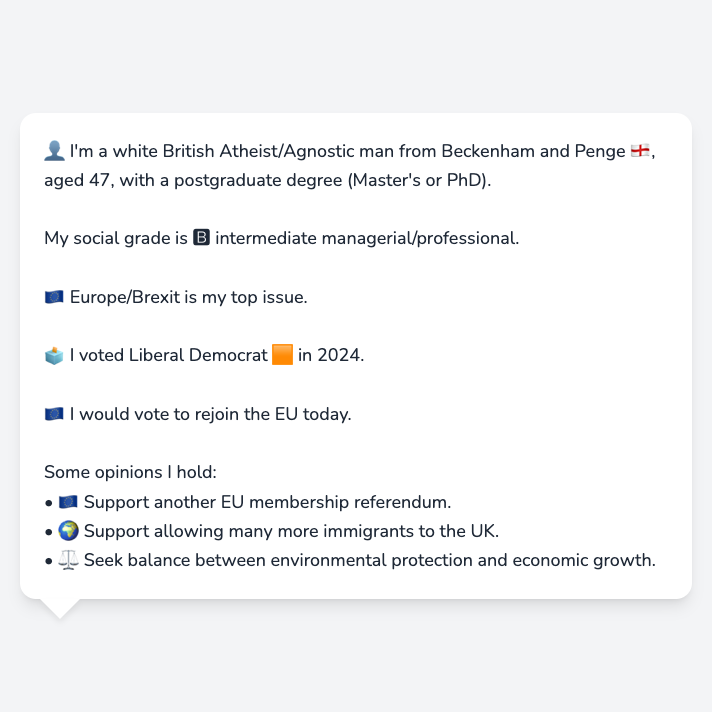 👤 I'm a white British Atheist/Agnostic man from Beckenham and Penge 🏴󠁧󠁢󠁥󠁮󠁧󠁿,
aged 47, with a postgraduate degree (Master's or PhD).
My social grade is 🅱 intermediate managerial/professional.
🇪🇺 Europe/Brexit is my top issue.
🗳️ I voted Liberal Democrat 🟧 in 2024.
🇪🇺 I would vote to rejoin the EU today.
Some opinions I hold:
• 🇪🇺 Support another EU membership referendum.
• 🌍 Support allowing many more immigrants to the UK.
• ⚖️ Seek balance between environmental protection and economic growth.